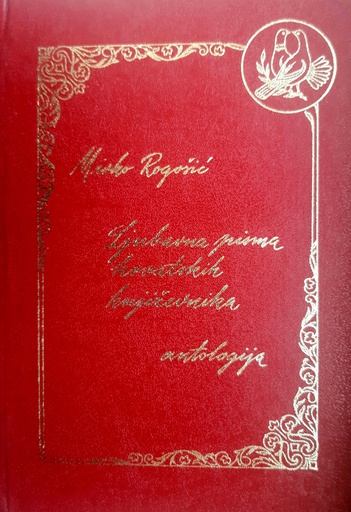 Mirko Rogošić
Ljubavna pisma
hrvatskih
književnika
antologija